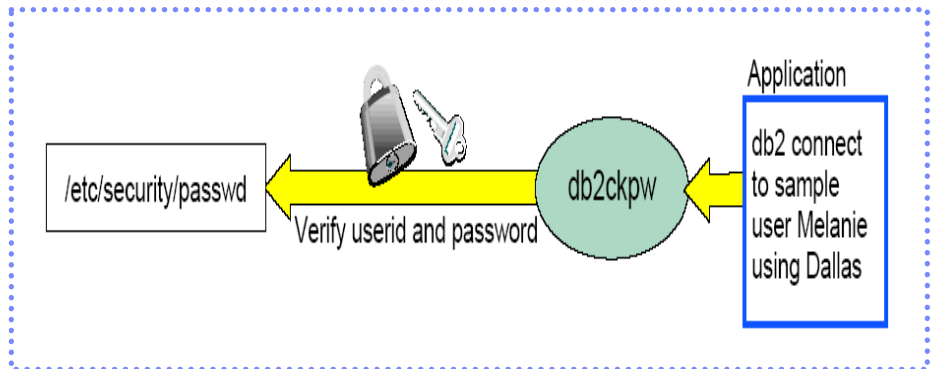 Application
db2 connect
to sample
user Melanie
using Dallas
db2ckpw
Verify userid and password
/etc/security/passwd